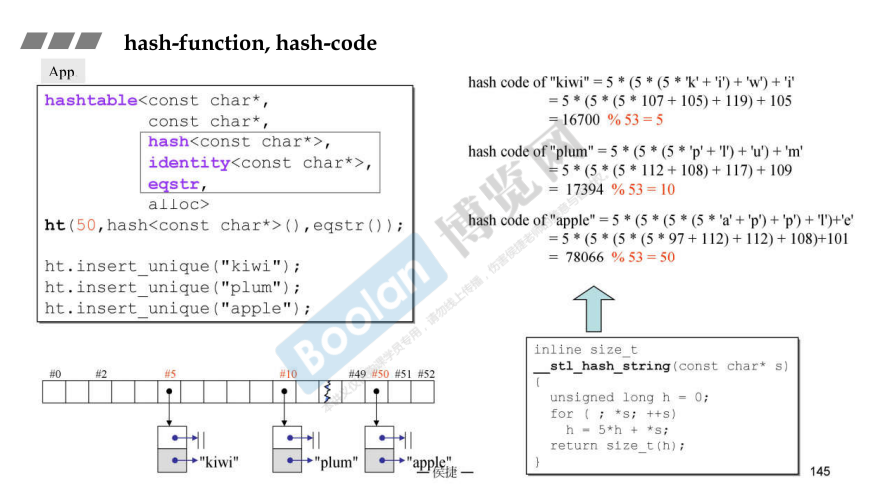 hash-function, hash-code
App
hashtable<const char*,
const char*,
hash<const char*>,
identity<const char*>,
eqstr,
alloc>
ht(50,hash<const char*>(),eqstr());
ht.insert_unique("kiwi");
ht.insert_unique("plum");
ht.insert_unique("apple");
hash code of "kiwi" = 5 * (5 * (5 * 'k' + 'i') + 'w') + 'i'
= 5 * (5 * (5 * 107 + 105) + 119) + 105
= 16700 % 53 = 5
hash code of "plum" = 5 * (5 * (5 * 'p' + 'l') + 'u') + 'm'
= 5 * (5 * (5 * 112 + 108) + 117) + 109
= 17394 % 53 = 10
hash code of "apple" = 5 * (5 * (5 * (5 * 'a' + 'p') + 'p') + 'l')+'e'
= 5 * (5 * (5 * (5 * 97 + 112) + 112) + 108)+101
= 78066 % 53 = 50
inline size_t
__stl_hash_string(const char* s)
{
unsigned long h = 0;
for ( ; *s; ++s)
h = 5*h + *s;
return size_t(h);
}
#0 #2 #5 #10 #49 #50 #51 #52
"kiwi" "plum" "apple"
— 侯捷 —
145
Boolan 博览网